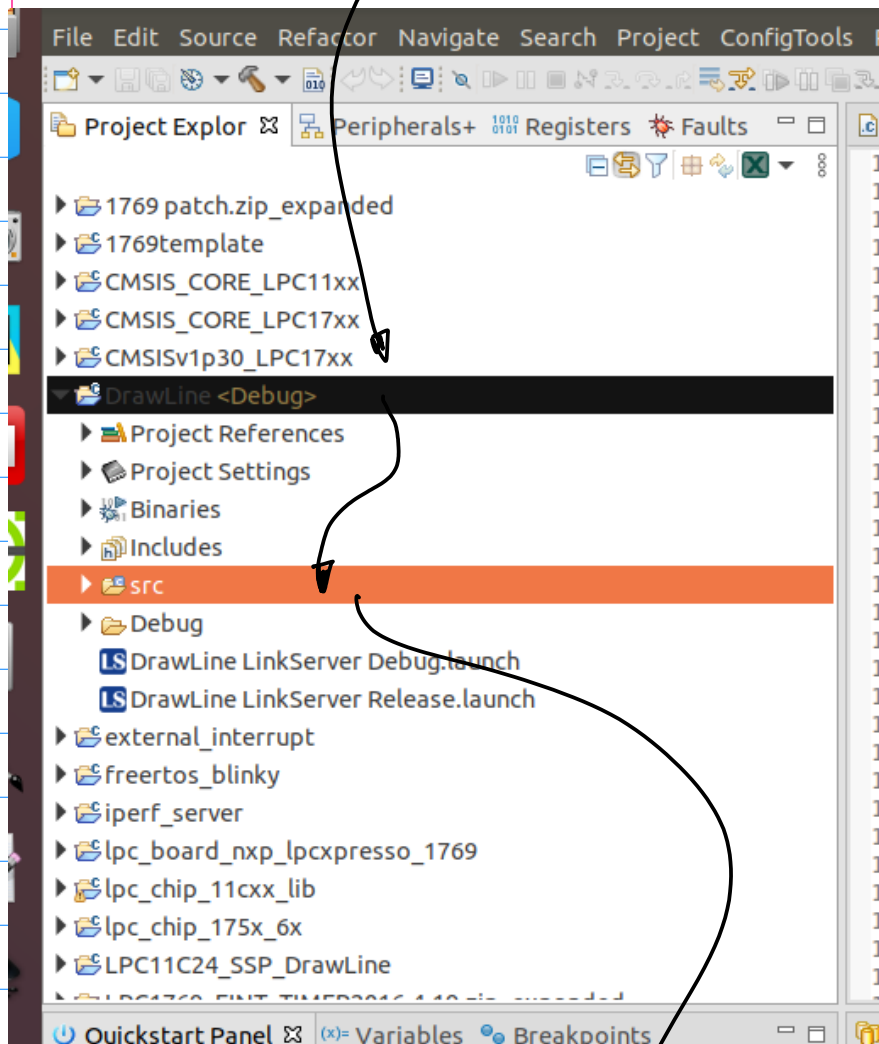 File Edit Source Refactor Navigate Search Project ConfigTools
Project Explor Peripherals+ Registers Faults
1769 patch.zip_expanded
1769template
CMSIS_CORE_LPC11xx
CMSIS_CORE_LPC17xx
CMSISv1p30_LPC17xx
DrawLine <Debug>
Project References
Project Settings
Binaries
Includes
src
Debug
LS DrawLine LinkServer Debug.launch
LS DrawLine LinkServer Release.launch
external_interrupt
freertos_blinky
iperf_server
lpc_board_nxp_lpcxpresso_1769
lpc_chip_11cxx_lib
lpc_chip_175x_6x
LPC11C24_SSP_DrawLine
Quickstart Panel (x)= Variables Breakpoints